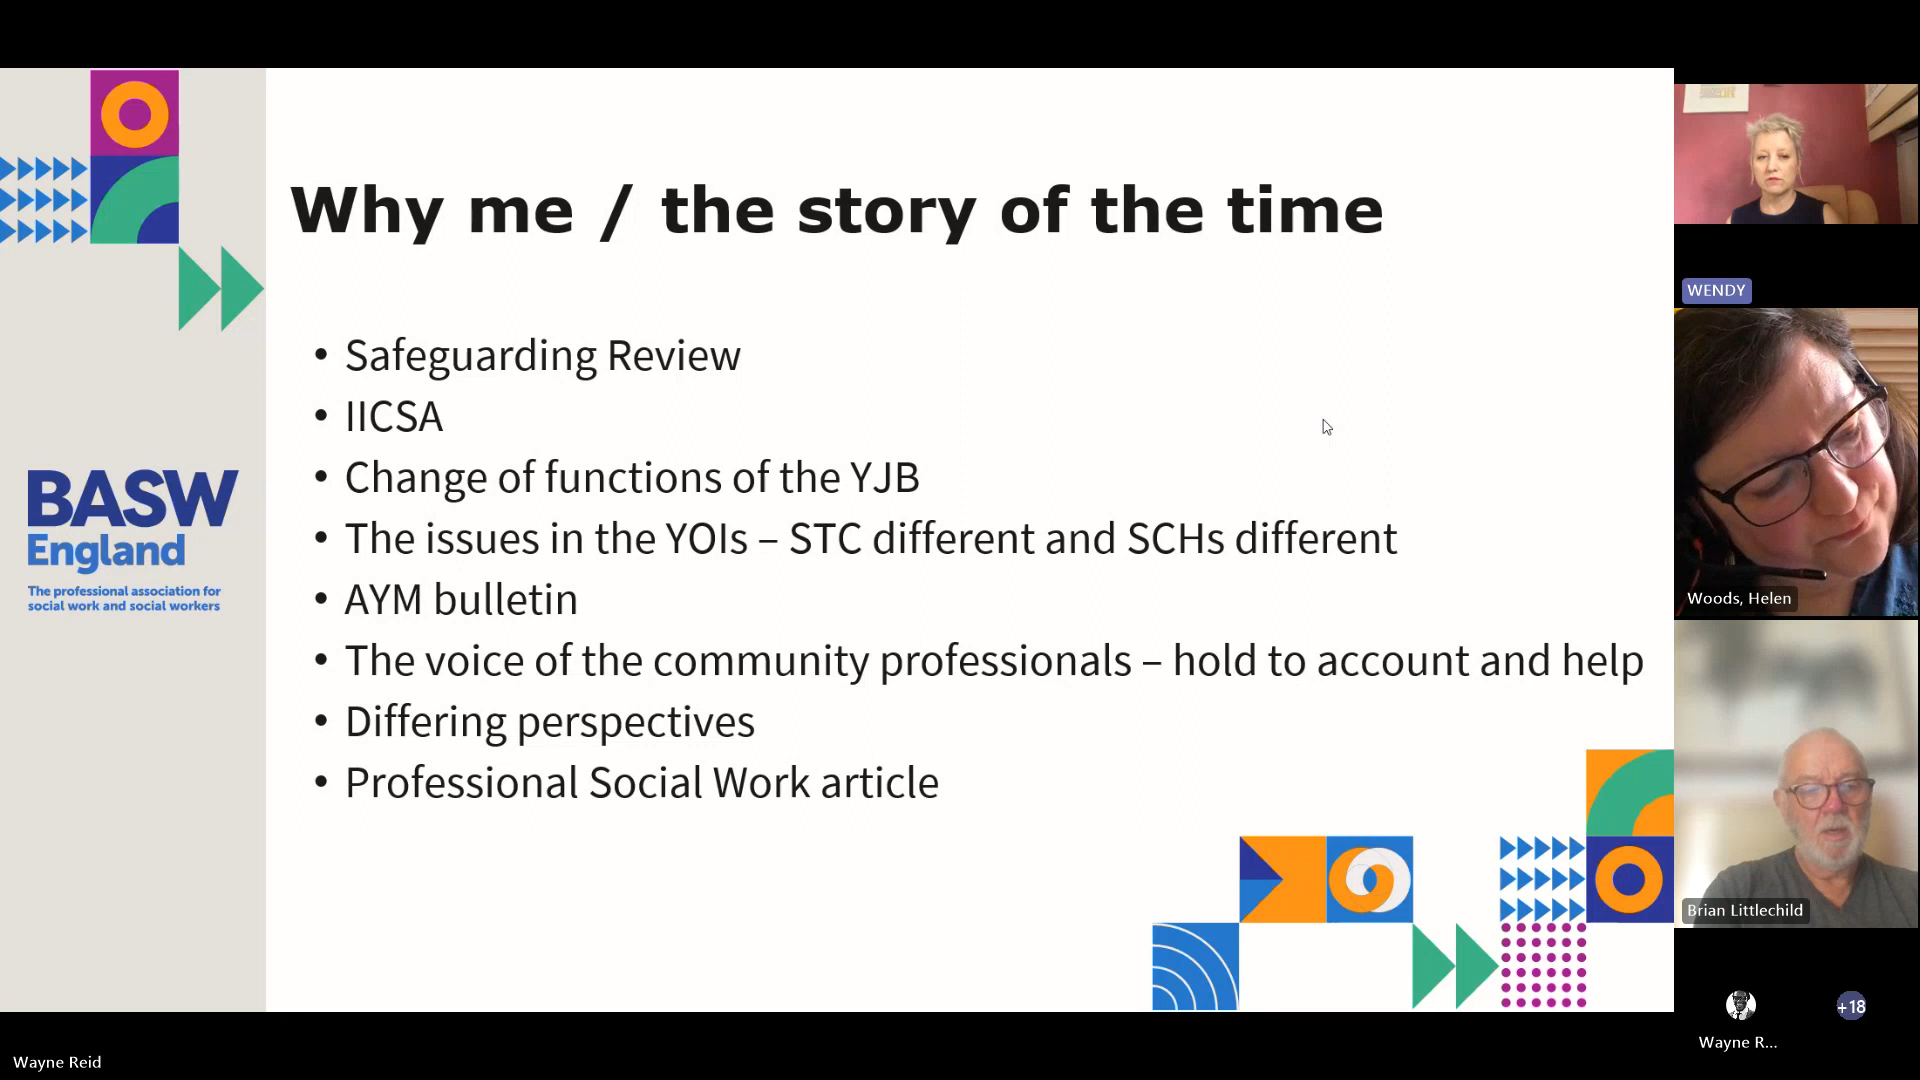 Why me / the story of the time
• Safeguarding Review
• IICSA
• Change of functions of the YJB
• The issues in the YOIs – STC different and SCHs different
• AYM bulletin
• The voice of the community professionals – hold to account and help
• Differing perspectives
• Professional Social Work article
BASW
England
The professional association for
social work and social workers
WENDY
Woods, Helen
Brian Littlechild
Wayne R...
+18
Wayne Reid